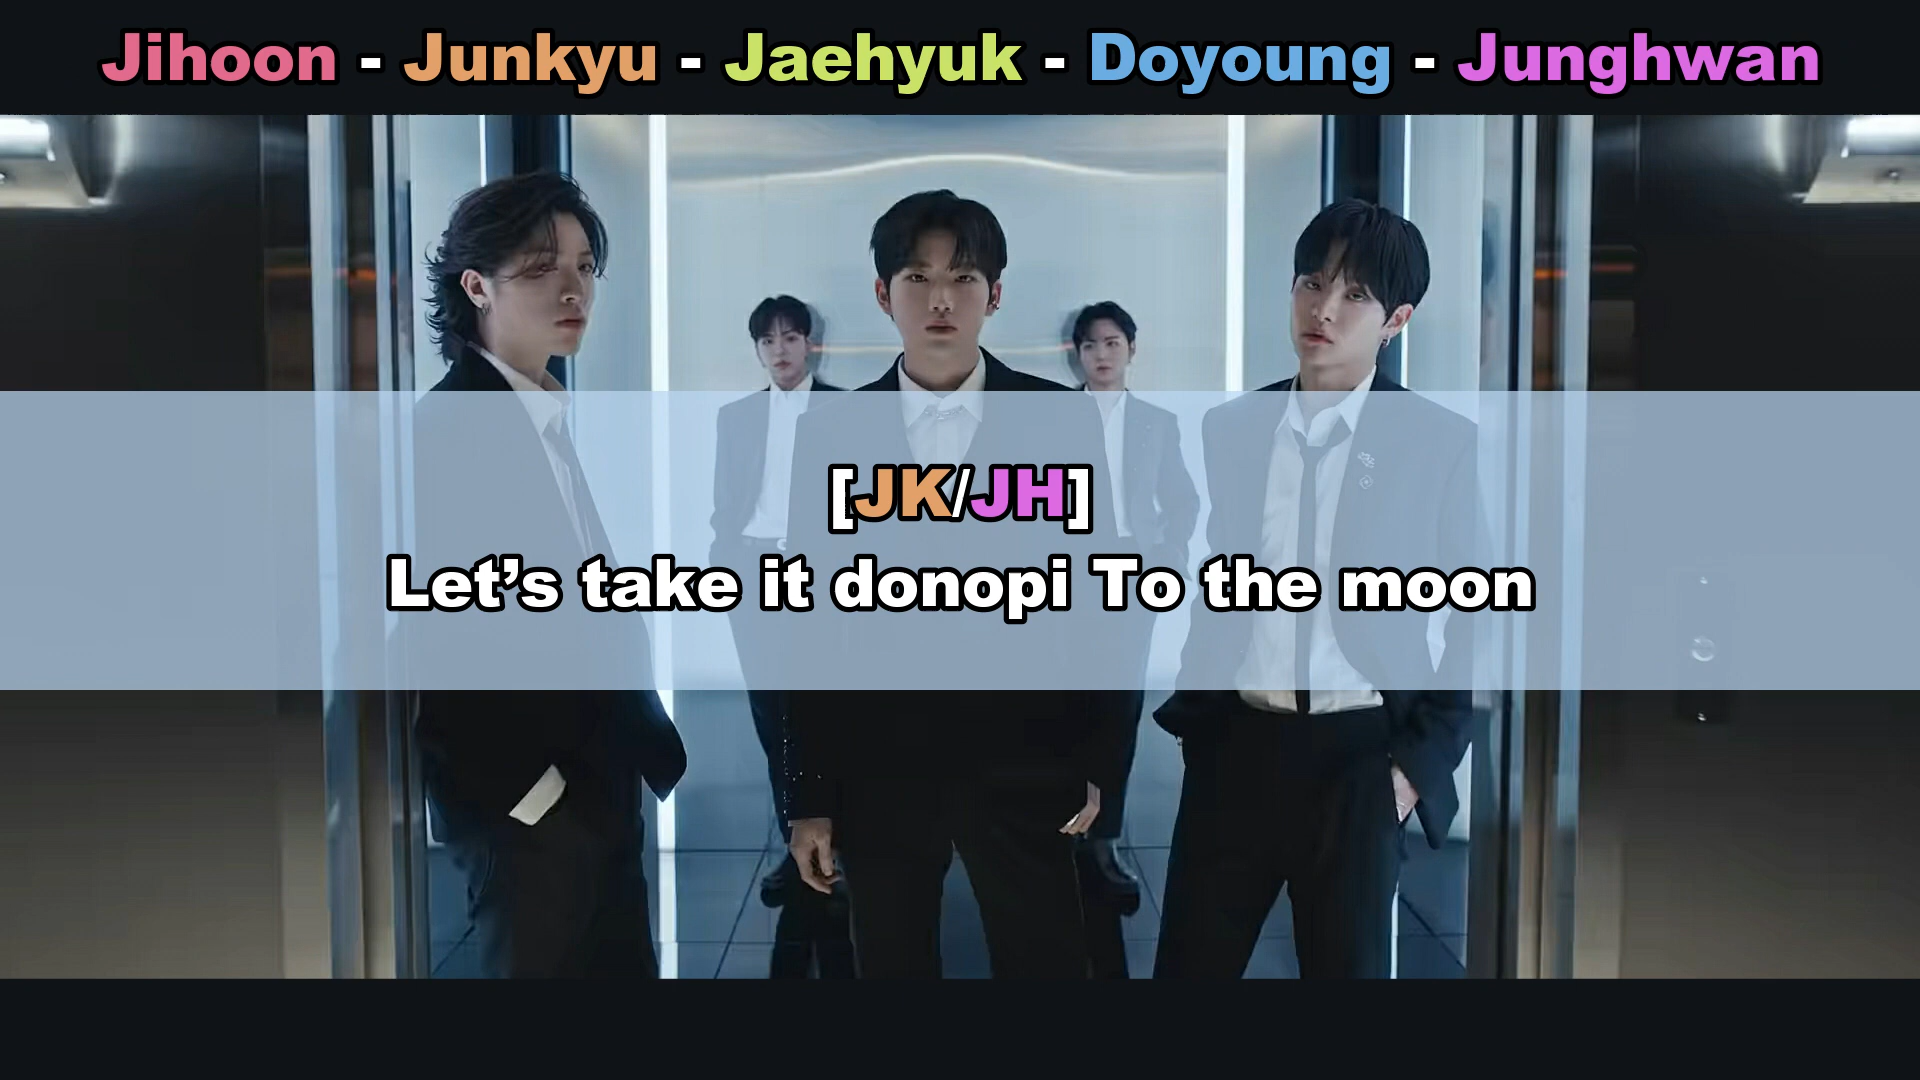 Jihoon - Junkyu - Jaehyuk - Doyoung - Junghwan
[JK/JH]
Let’s take it donopi To the moon